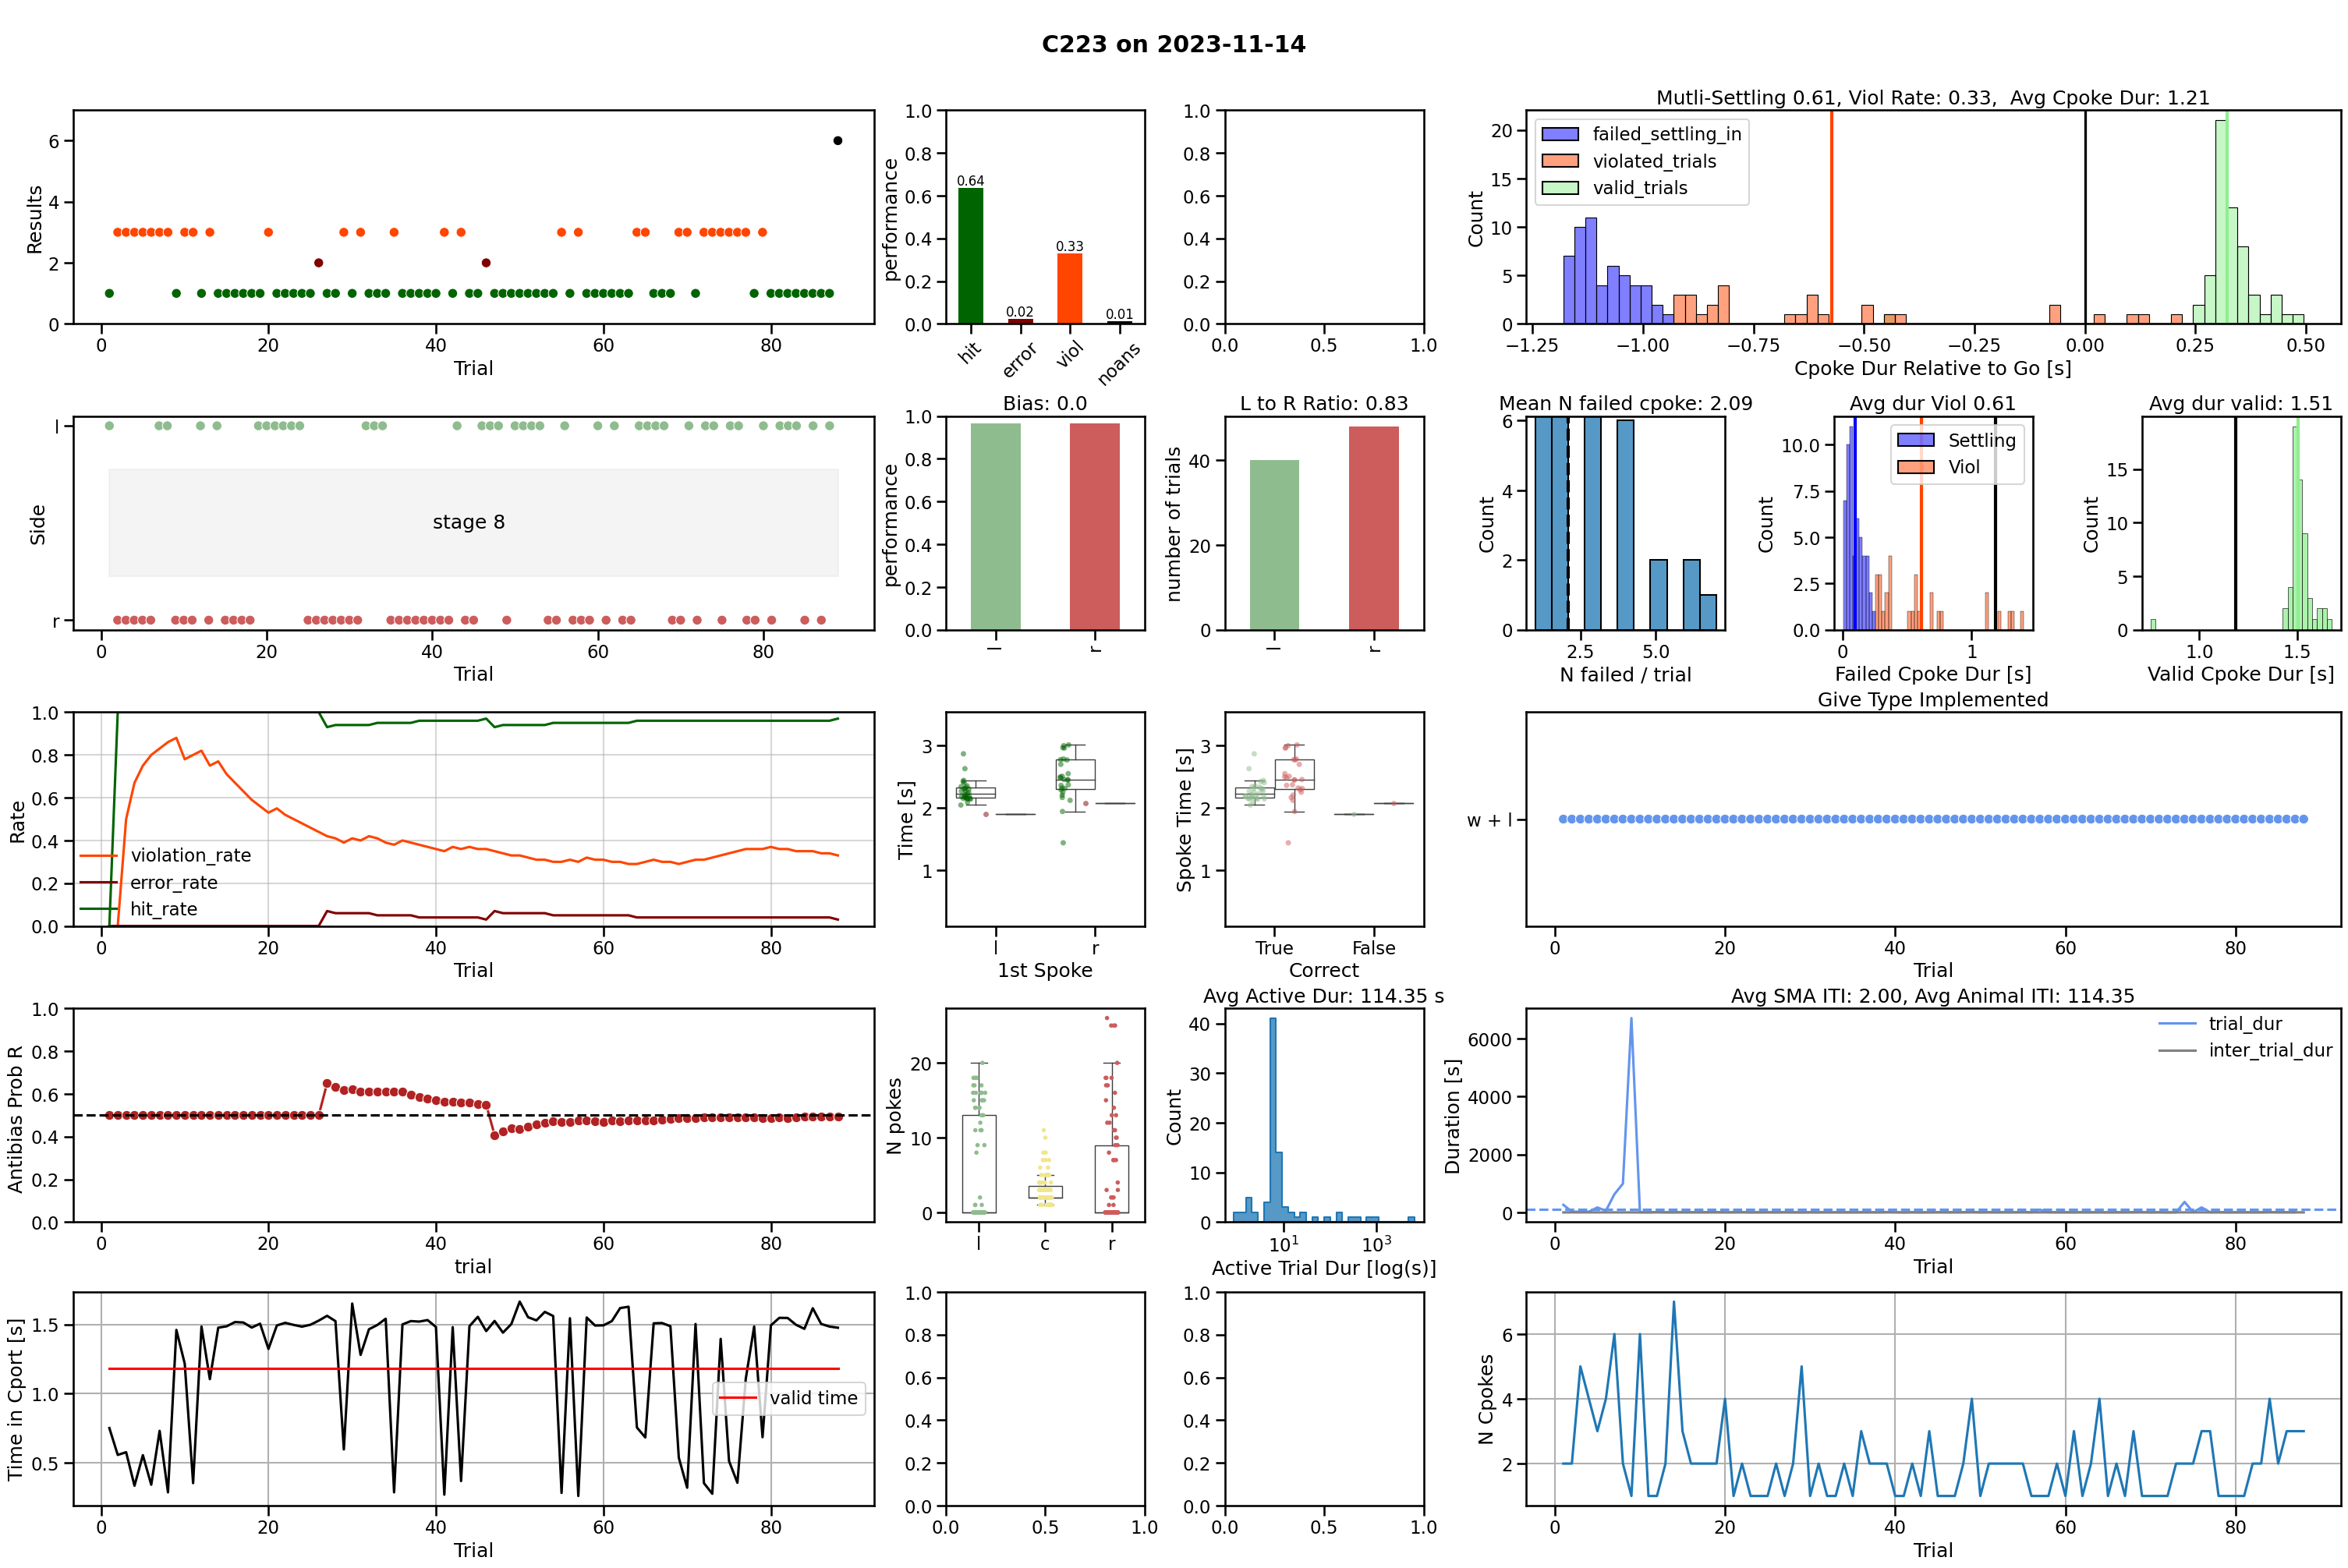 C223 on 2023-11-14
Results
6
4
2
0
0
20
40
60
80
Trial
performance
1.0
0.8
0.6
0.4
0.2
0.0
0.64
0.02
0.33
0.01
hit
error
viol
noans
1.0
0.8
0.6
0.4
0.2
0.0
0.0
0.5
1.0
Mutli-Settling 0.61, Viol Rate: 0.33,  Avg Cpoke Dur: 1.21
Count
20
15
10
5
0
failed_settling_in
violated_trials
valid_trials
−1.25
−1.00
−0.75
−0.50
−0.25
0.00
0.25
0.50
Cpoke Dur Relative to Go [s]
Side
l
r
stage 8
0
20
40
60
80
Trial
Bias: 0.0
performance
1.0
0.8
0.6
0.4
0.2
0.0
l
r
L to R Ratio: 0.83
number of trials
40
20
0
l
r
Mean N failed cpoke: 2.09
Count
6
4
2
0
2.5
5.0
N failed / trial
Avg dur Viol 0.61
Count
10.0
7.5
5.0
2.5
0.0
Settling
Viol
0
1
Failed Cpoke Dur [s]
Avg dur valid: 1.51
Count
15
10
5
0
1.0
1.5
Valid Cpoke Dur [s]
Rate
1.0
0.8
0.6
0.4
0.2
0.0
violation_rate
error_rate
hit_rate
0
20
40
60
80
Trial
Time [s]
3
2
1
l
r
1st Spoke
Spoke Time [s]
3
2
1
True
False
Correct
Give Type Implemented
w + l
0
20
40
60
80
Trial
Antibias Prob R
1.0
0.8
0.6
0.4
0.2
0.0
0
20
40
60
80
trial
N pokes
20
10
0
l
c
r
Avg Active Dur: 114.35 s
Count
40
30
20
10
0
10¹
10³
Active Trial Dur [log(s)]
Avg SMA ITI: 2.00, Avg Animal ITI: 114.35
Duration [s]
6000
4000
2000
0
trial_dur
inter_trial_dur
0
20
40
60
80
Trial
Time in Cport [s]
1.5
1.0
0.5
valid time
0
20
40
60
80
Trial
1.0
0.8
0.6
0.4
0.2
0.0
0.0
0.5
1.0
1.0
0.8
0.6
0.4
0.2
0.0
0.0
0.5
1.0
N Cpokes
6
4
2
0
20
40
60
80
Trial